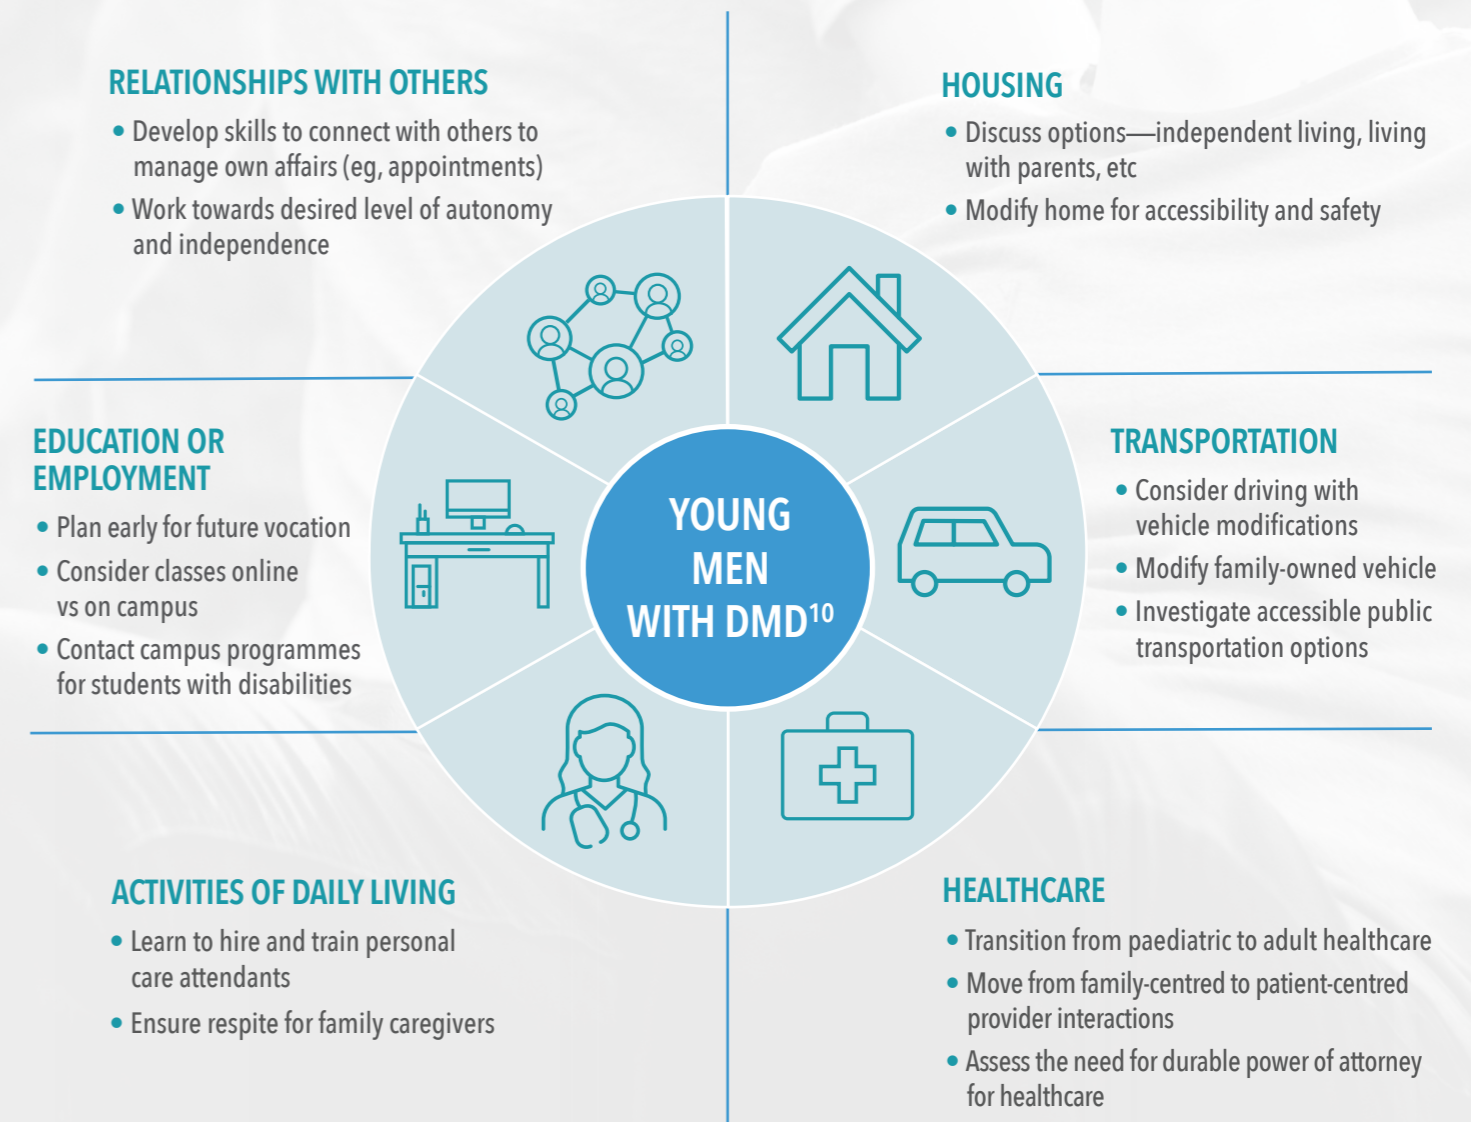 RELATIONSHIPS WITH OTHERS
• Develop skills to connect with others to
manage own affairs (eg, appointments)
• Work towards desired level of autonomy
and independence
HOUSING
• Discuss options—independent living, living
with parents, etc
• Modify home for accessibility and safety
EDUCATION OR
EMPLOYMENT
• Plan early for future vocation
• Consider classes online
vs on campus
• Contact campus programmes
for students with disabilities
YOUNG
MEN
WITH DMD¹⁰
TRANSPORTATION
• Consider driving with
vehicle modifications
• Modify family-owned vehicle
• Investigate accessible public
transportation options
ACTIVITIES OF DAILY LIVING
• Learn to hire and train personal
care attendants
• Ensure respite for family caregivers
HEALTHCARE
• Transition from paediatric to adult healthcare
• Move from family-centred to patient-centred
provider interactions
• Assess the need for durable power of attorney
for healthcare